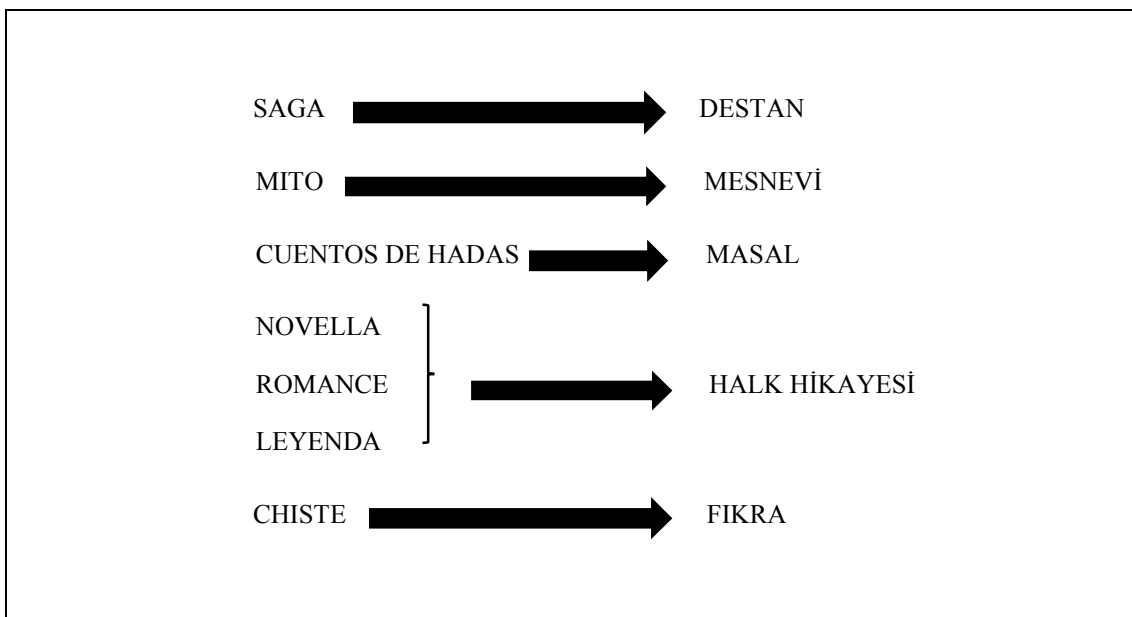 SAGA DESTAN
MITO MESNEVİ
CUENTOS DE HADAS MASAL
NOVELLA
ROMANCE HALK HİKAYESİ
LEYENDA
CHISTE FIKRA